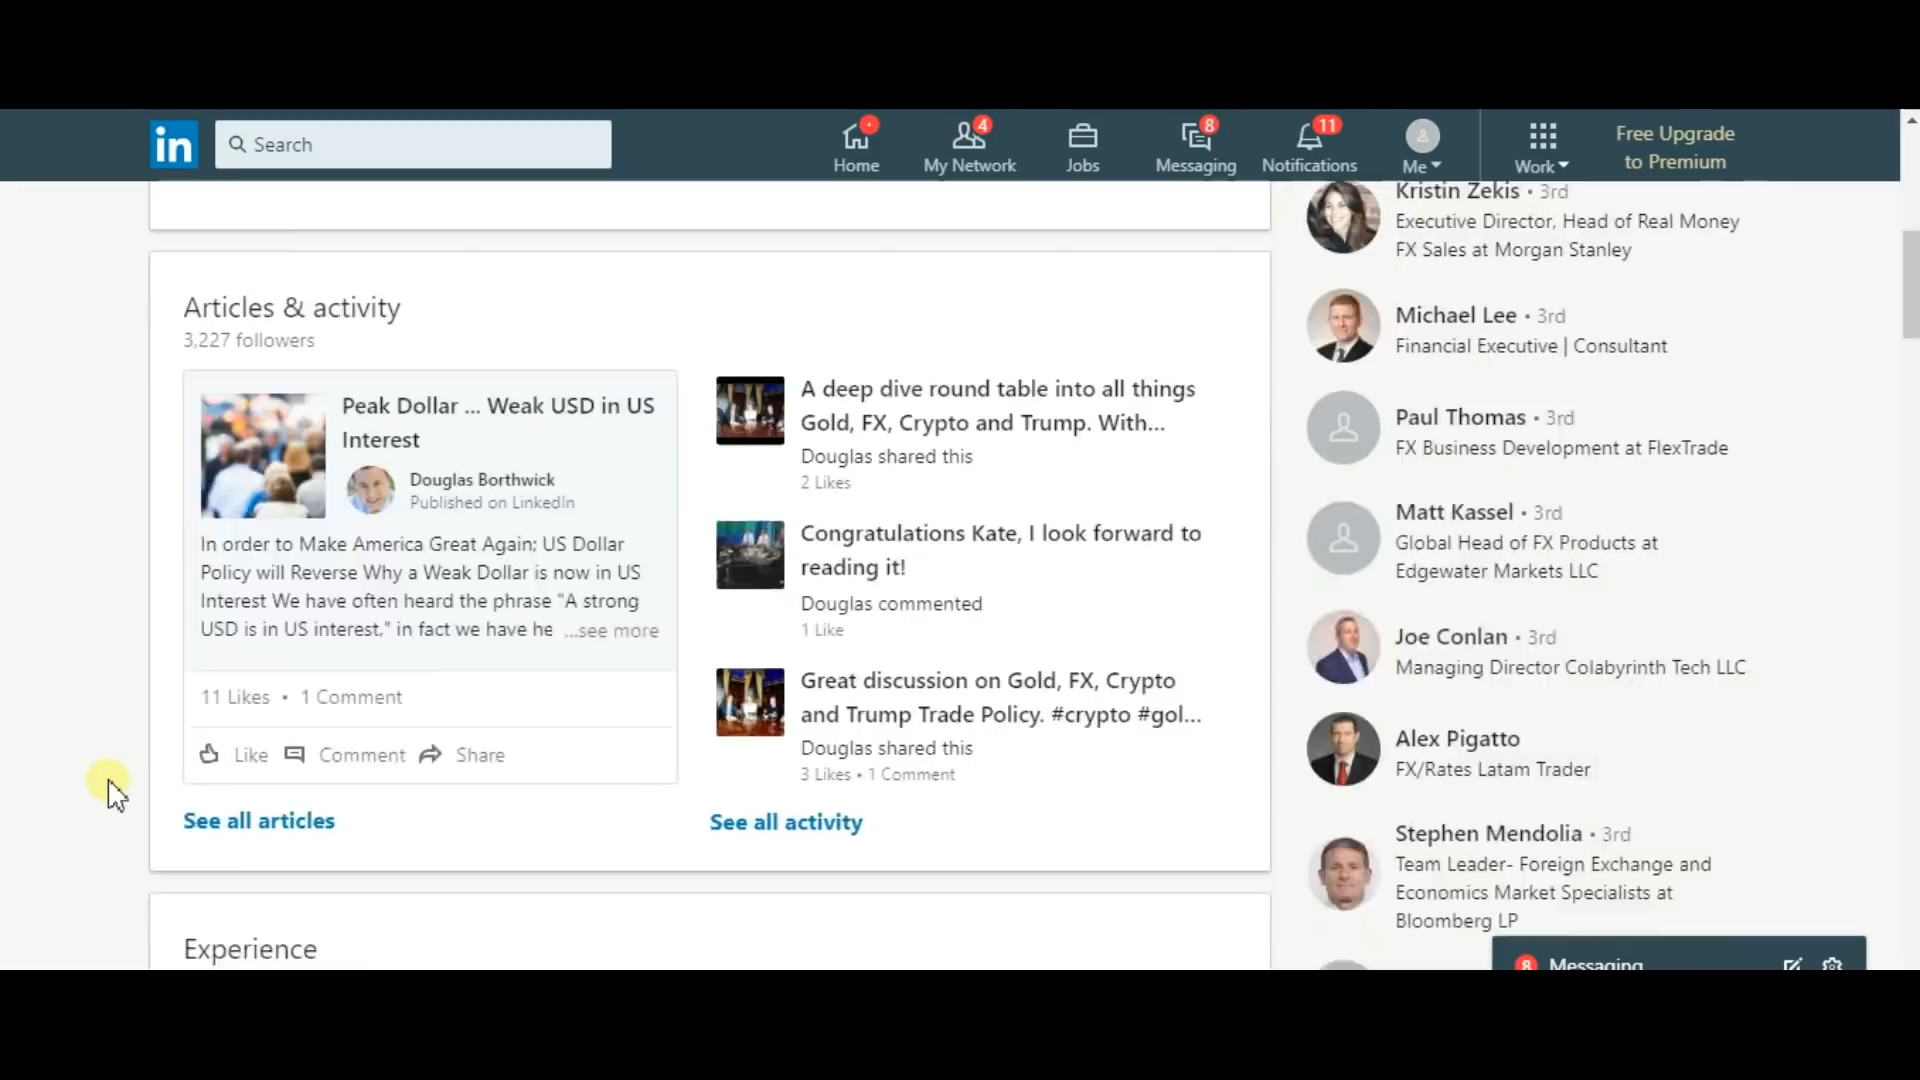 in
Search
Home
4
My Network
Jobs
8
Messaging
11
Notifications
Me
Work
Free Upgrade
to Premium
Articles & activity
3,227 followers
Peak Dollar ... Weak USD in US
Interest
Douglas Borthwick
Published on LinkedIn
In order to Make America Great Again; US Dollar
Policy will Reverse Why a Weak Dollar is now in US
Interest We have often heard the phrase "A strong
USD is in US interest," in fact we have he ...see more
11 Likes • 1 Comment
Like Comment Share
See all articles
A deep dive round table into all things
Gold, FX, Crypto and Trump. With...
Douglas shared this
2 Likes
Congratulations Kate, I look forward to
reading it!
Douglas commented
1 Like
Great discussion on Gold, FX, Crypto
and Trump Trade Policy. #crypto #gol...
Douglas shared this
3 Likes • 1 Comment
See all activity
Experience
Kristin Zekis • 3rd
Executive Director, Head of Real Money
FX Sales at Morgan Stanley
Michael Lee • 3rd
Financial Executive | Consultant
Paul Thomas • 3rd
FX Business Development at FlexTrade
Matt Kassel • 3rd
Global Head of FX Products at
Edgewater Markets LLC
Joe Conlan • 3rd
Managing Director Colabyrinth Tech LLC
Alex Pigatto
FX/Rates Latam Trader
Stephen Mendolia • 3rd
Team Leader- Foreign Exchange and
Economics Market Specialists at
Bloomberg LP
8 Messaging